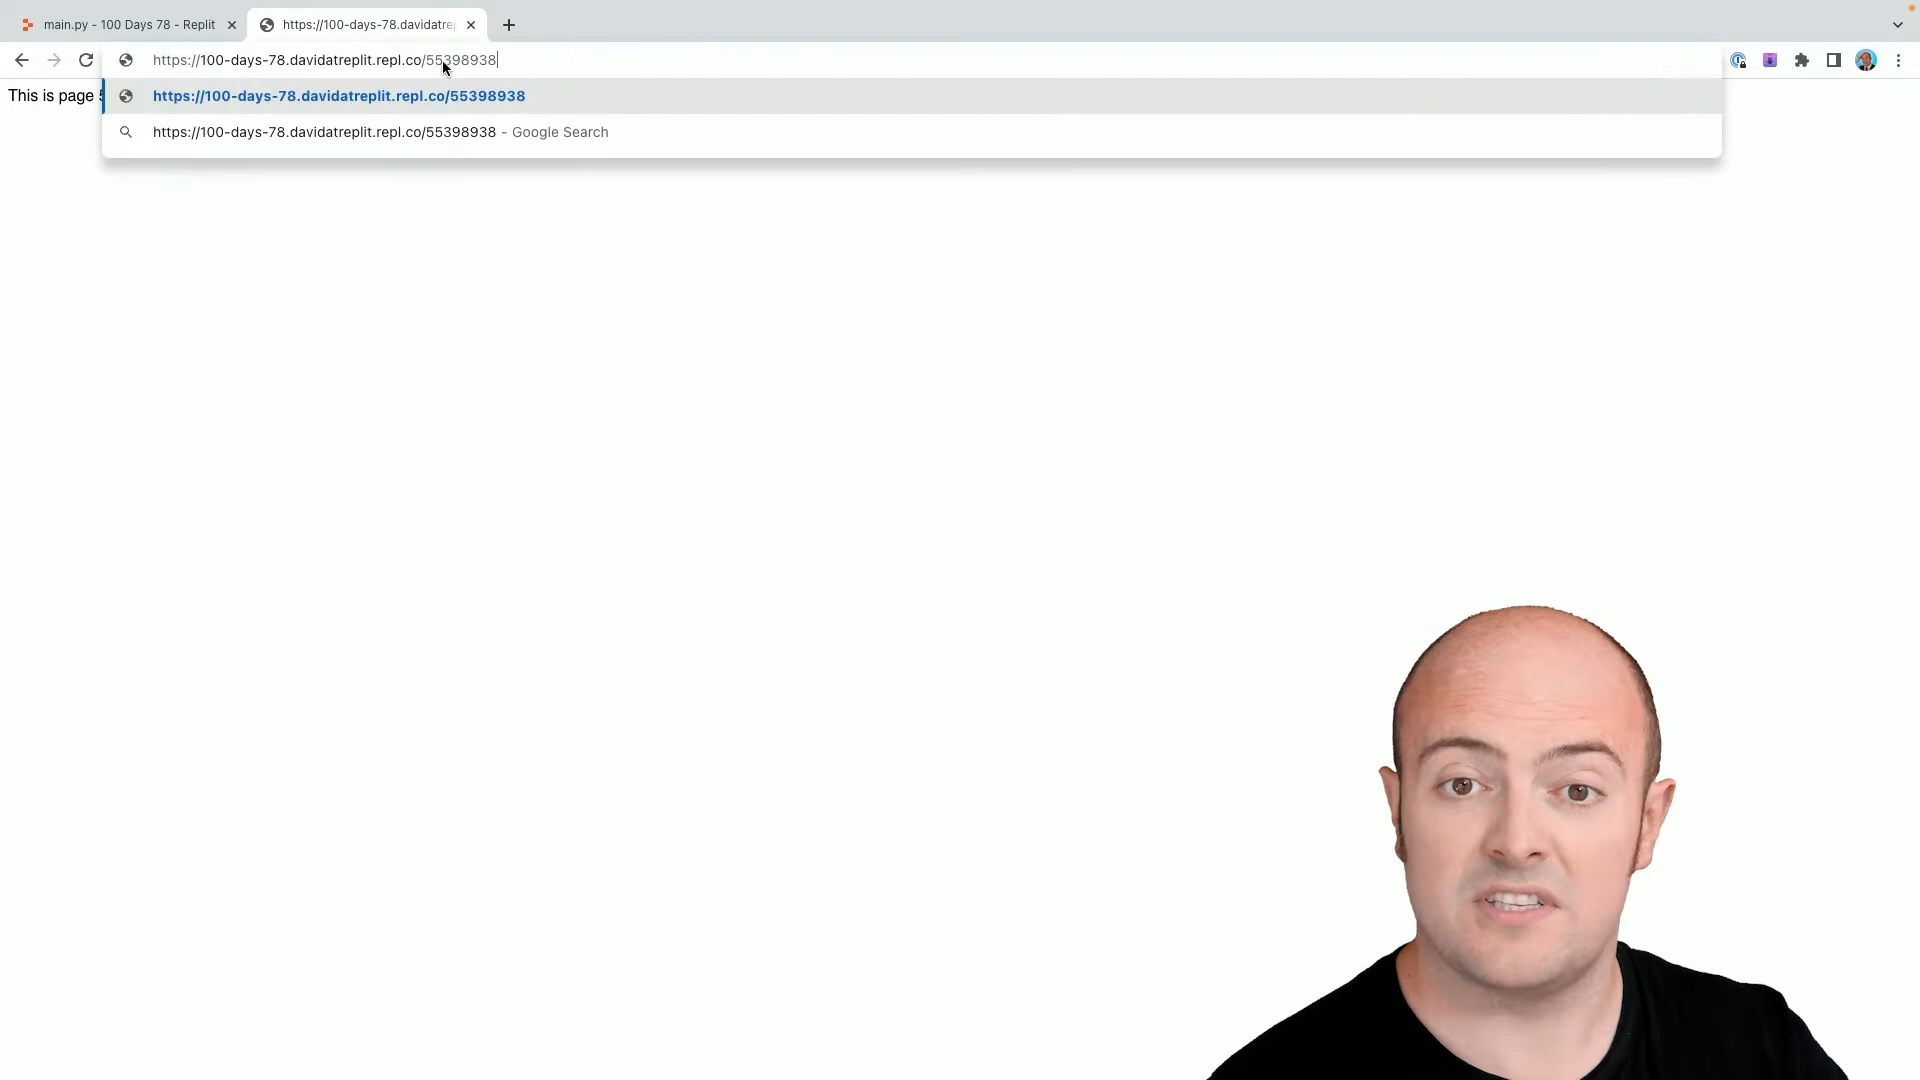 main.py - 100 Days 78 - Replit
https://100-days-78.davidatrep
https://100-days-78.davidatreplit.repl.co/55398938
This is page
https://100-days-78.davidatreplit.repl.co/55398938
https://100-days-78.davidatreplit.repl.co/55398938 - Google Search